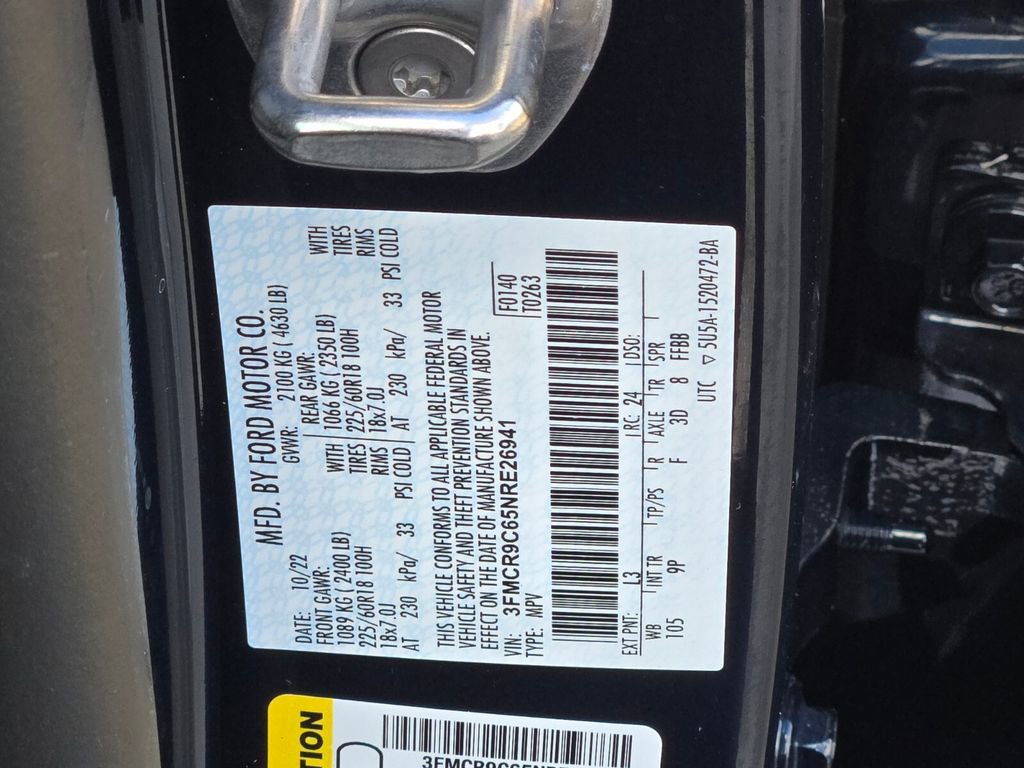 MFD. BY FORD MOTOR CO.
DATE: 10/22 GVWR: 2100 KG ( 4630 LB)
FRONT GAWR: REAR GAWR:
1089 KG ( 2400 LB) WITH 1066 KG ( 2350 LB) WITH
225/60R18 100H TIRES 225/60R18 100H TIRES
18x7.0J RIMS 18x7.0J RIMS
AT 230 kPa/ 33 PSI COLD AT 230 kPa/ 33 PSI COLD
THIS VEHICLE CONFORMS TO ALL APPLICABLE FEDERAL MOTOR
VEHICLE SAFETY AND THEFT PREVENTION STANDARDS IN
EFFECT ON THE DATE OF MANUFACTURE SHOWN ABOVE.
VIN: 3FMCR9C65NRE26941 F0140
TYPE: MPV T0263
EXT PNT: L3 RC: 24 DSO:
WB INT TR TP/PS R AXLE TR SPR
105 9P F 3D 8 FFBB
UTC ▽ 5U5A-1520472-BA
TION